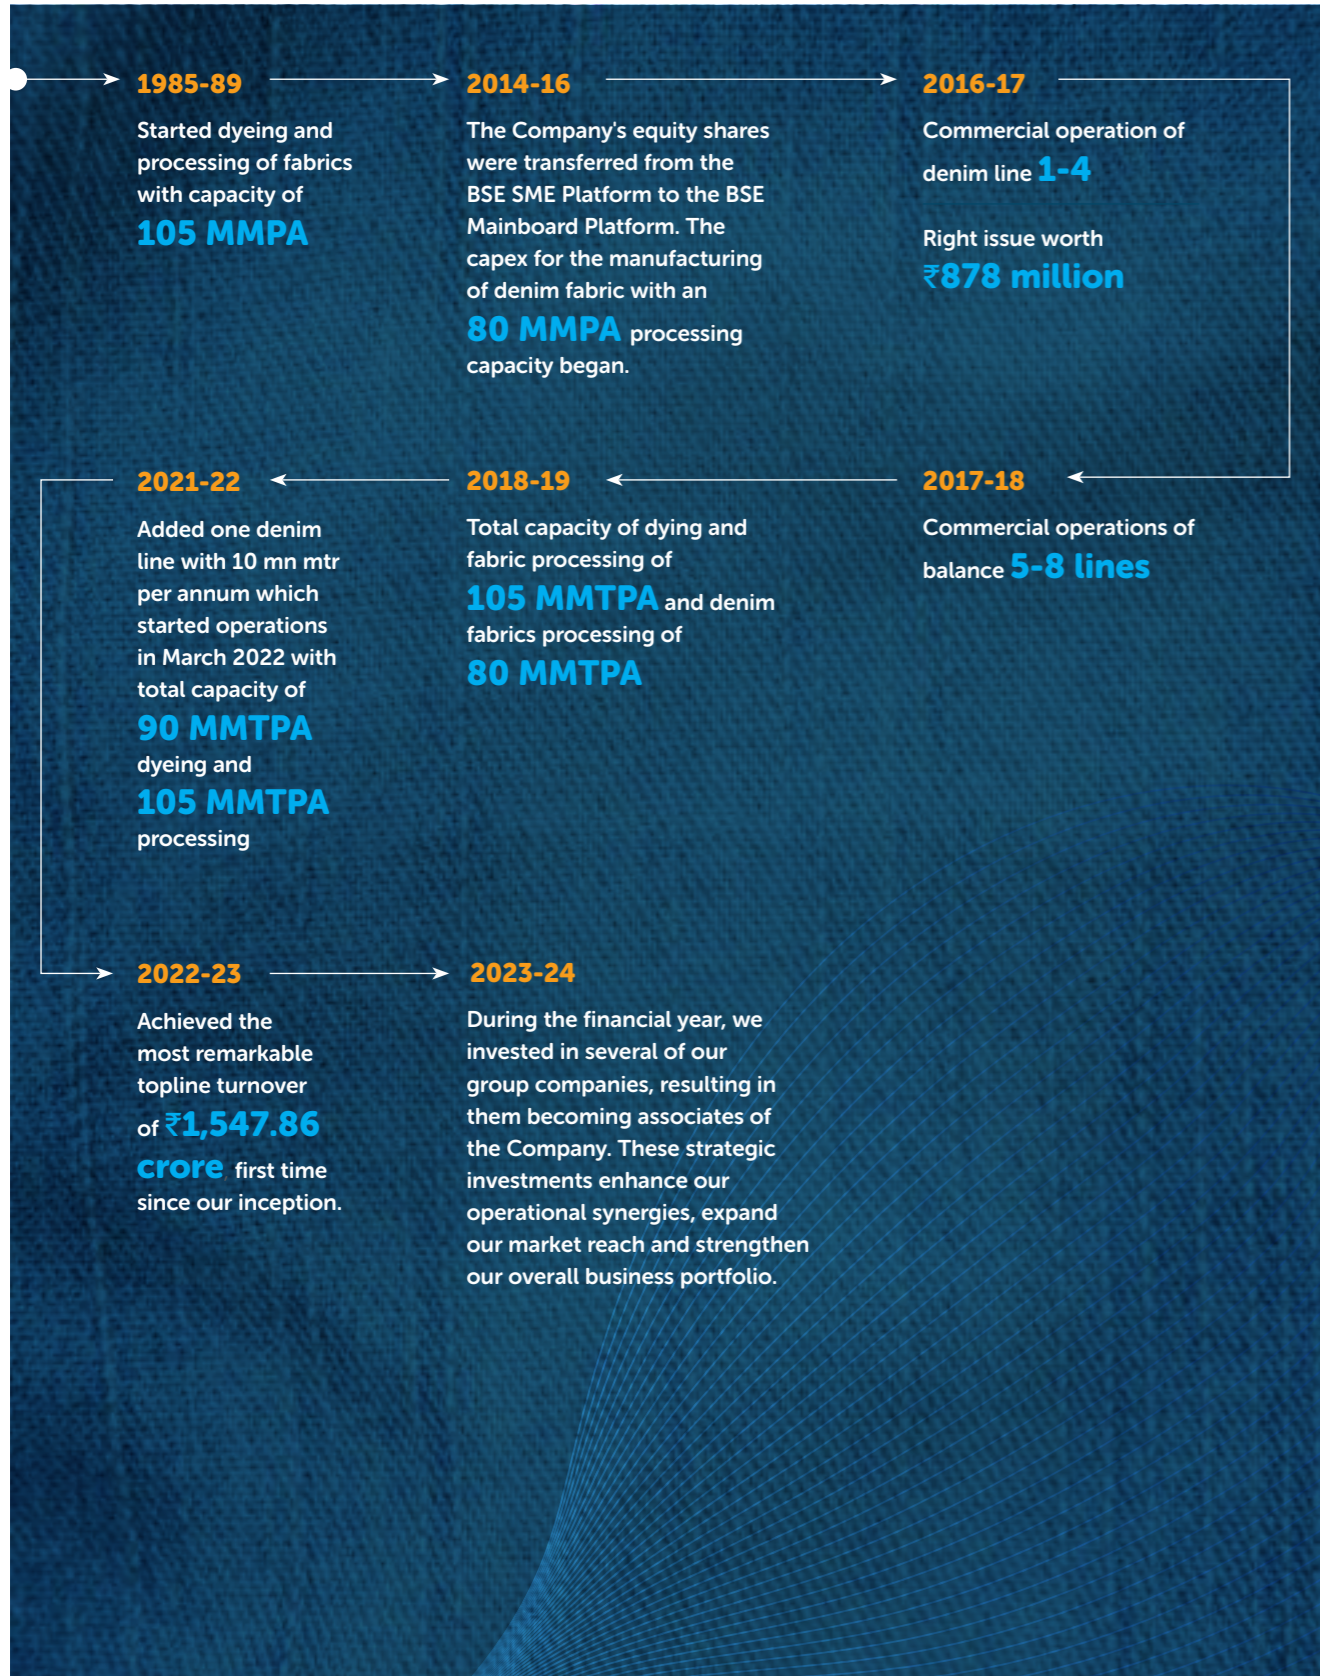 1985-89
Started dyeing and
processing of fabrics
with capacity of
105 MMPA
2014-16
The Company's equity shares
were transferred from the
BSE SME Platform to the BSE
Mainboard Platform. The
capex for the manufacturing
of denim fabric with an
80 MMPA processing
capacity began.
2016-17
Commercial operation of
denim line 1-4
Right issue worth
₹878 million
2017-18
Commercial operations of
balance 5-8 lines
2018-19
Total capacity of dying and
fabric processing of
105 MMTPA and denim
fabrics processing of
80 MMTPA
2021-22
Added one denim
line with 10 mn mtr
per annum which
started operations
in March 2022 with
total capacity of
90 MMTPA
dyeing and
105 MMTPA
processing
2022-23
Achieved the
most remarkable
topline turnover
of ₹1,547.86
crore first time
since our inception.
2023-24
During the financial year, we
invested in several of our
group companies, resulting in
them becoming associates of
the Company. These strategic
investments enhance our
operational synergies, expand
our market reach and strengthen
our overall business portfolio.